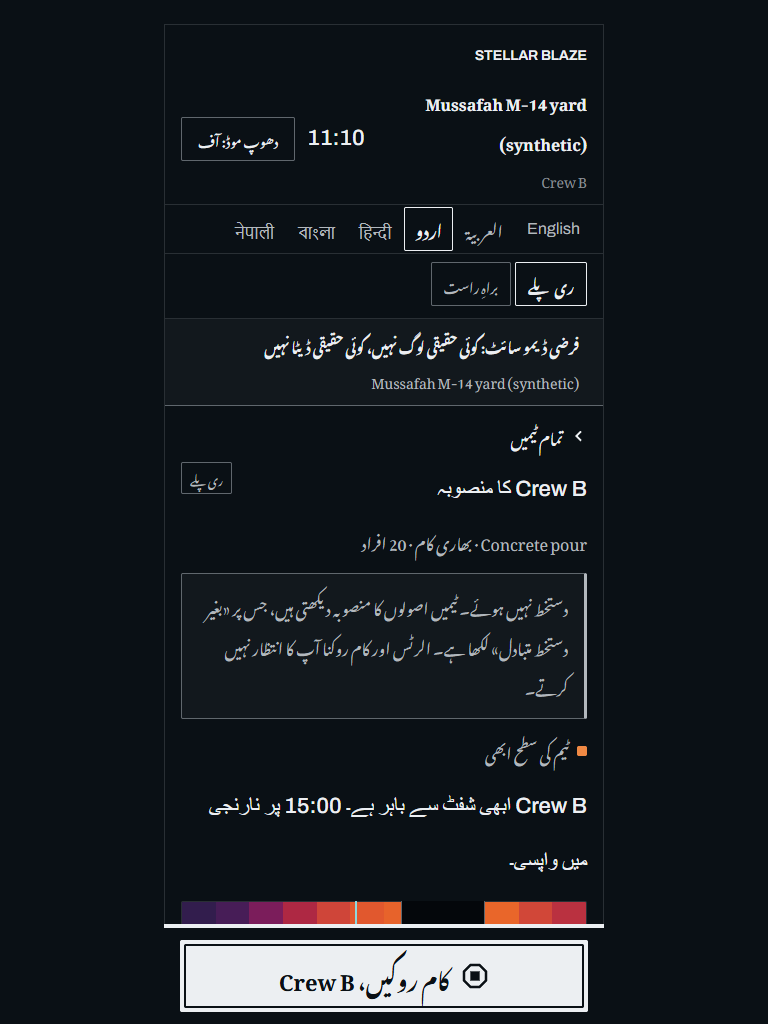 STELLAR BLAZE
Mussafah M-14 yard
(synthetic)
Crew B
11:10
دھوپ موڈ: آف
English
العربية
اردو
हिन्दी
বাংলা
नेपाली
ری پلے
براہِ راست
فرضی ڈیمو سائٹ: کوئی حقیقی لوگ نہیں، کوئی حقیقی ڈیٹا نہیں
Mussafah M-14 yard (synthetic)
تمام ٹیمیں
Crew B کا منصوبہ
ری پلے
Concrete pour · بھاری کام · 20 افراد
دستخط نہیں ہوئے۔ ٹیمیں اصولوں کا منصوبہ دیکھتی ہیں، جس پر «بغیر
دستخط متبادل» لکھا ہے۔ الرٹس اور کام روکنا آپ کا انتظار نہیں
کرتے۔
ٹیم کی سطح ابھی
Crew B ابھی شفٹ سے باہر ہے۔ 15:00 پر نارنجی
میں واپسی۔
کام روکیں، Crew B